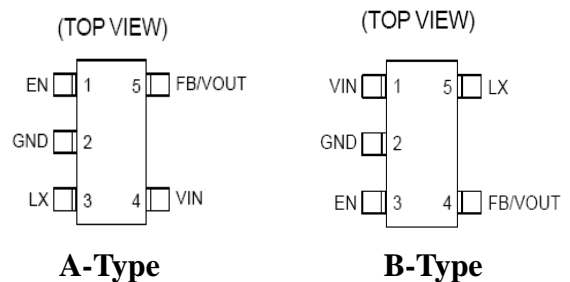 (TOP VIEW)
EN 1 5 FB/VOUT
GND 2
LX 3 4 VIN
A-Type
(TOP VIEW)
VIN 1 5 LX
GND 2
EN 3 4 FB/VOUT
B-Type